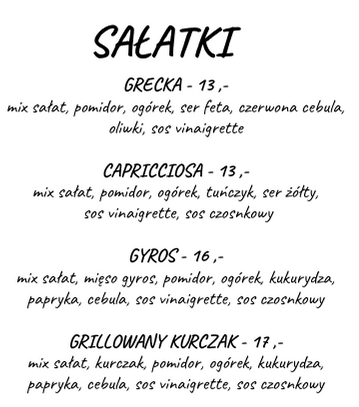 SAŁATKI
GRECKA - 13,-
mix sałat, pomidor, ogórek, ser feta, czerwona cebula,
oliwki, sos vinaigrette
CAPRICCIOSA - 13,-
mix sałat, pomidor, ogórek, tuńczyk, ser żółty,
sos vinaigrette, sos czosnkowy
GYROS - 16,-
mix sałat, mięso gyros, pomidor, ogórek, kukurydza,
papryka, cebula, sos vinaigrette, sos czosnkowy
GRILLOWANY KURCZAK - 17,-
mix sałat, kurczak, pomidor, ogórek, kukurydza,
papryka, cebula, sos vinaigrette, sos czosnkowy